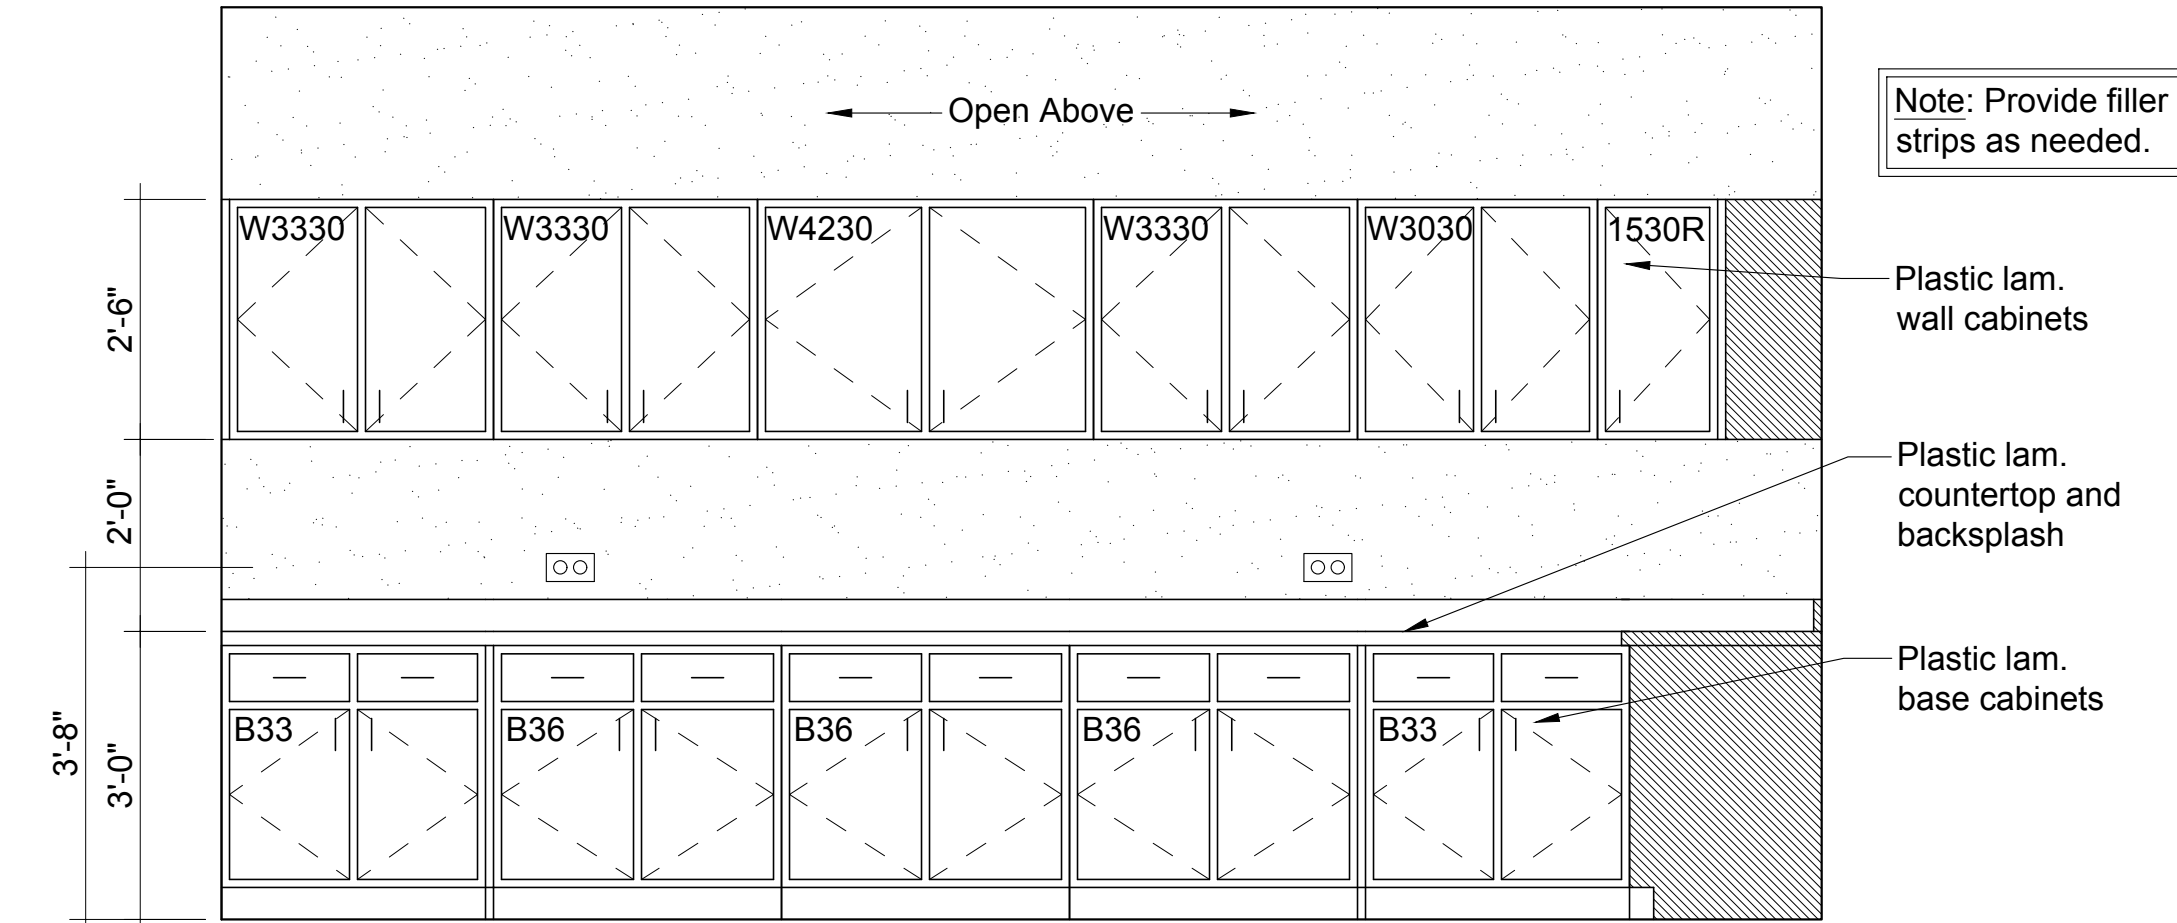 Open Above
Note: Provide filler
strips as needed.
W3330
W3330
W4230
W3330
W3030
1530R
Plastic lam.
wall cabinets
2'-6"
2'-0"
Plastic lam.
countertop and
backsplash
Plastic lam.
base cabinets
B33
B36
B36
B36
B33
3'-8"
3'-0"